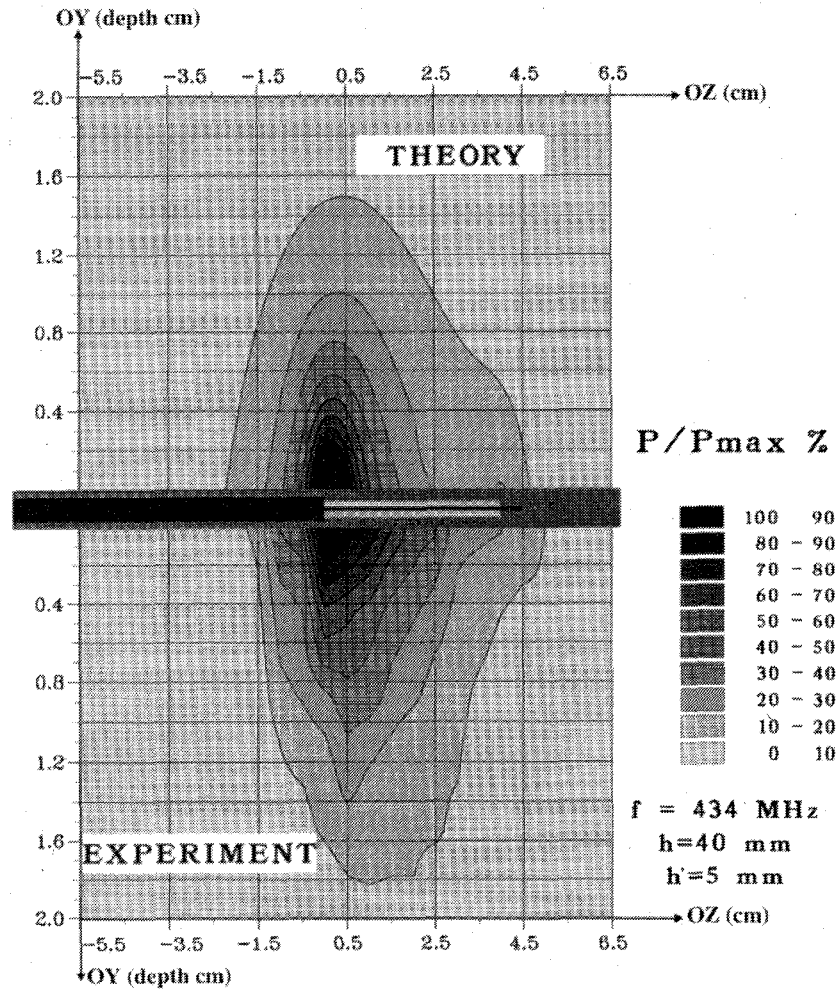 OY (depth cm)
-5.5 -3.5 -1.5 0.5 2.5 4.5 6.5
OZ (cm)
2.0
THEORY
1.6
1.2
0.8
0.4
P/Pmax %
100 90
80 - 90
70 - 80
60 - 70
50 - 60
40 - 50
30 - 40
20 - 30
10 - 20
0 10
0.4
0.8
1.2
1.6
2.0
EXPERIMENT
f = 434 MHz
h=40 mm
h'=5 mm
OZ (cm)
-5.5 -3.5 -1.5 0.5 2.5 4.5 6.5
OY (depth cm)